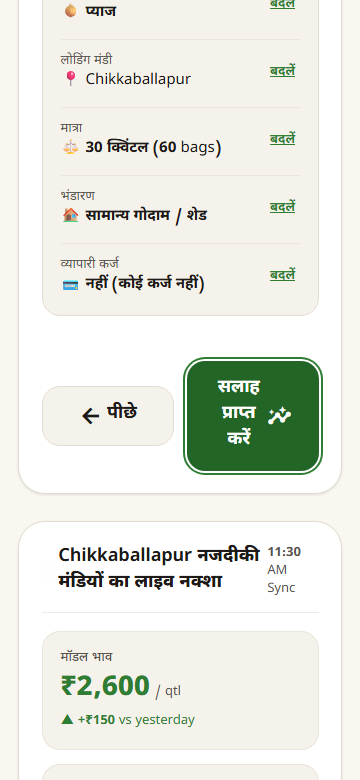 प्याज
बदलें
लोडिंग मंडी
Chikkaballapur
बदलें
मात्रा
30 क्विंटल (60 bags)
बदलें
भंडारण
सामान्य गोदाम / शेड
बदलें
व्यापारी कर्ज
नहीं (कोई कर्ज नहीं)
बदलें
← पीछे
सलाह
प्राप्त
करें
Chikkaballapur नजदीकी
मंडियों का लाइव नक्शा
11:30
AM
Sync
मॉडल भाव
₹2,600 / qtl
▲ +₹150 vs yesterday